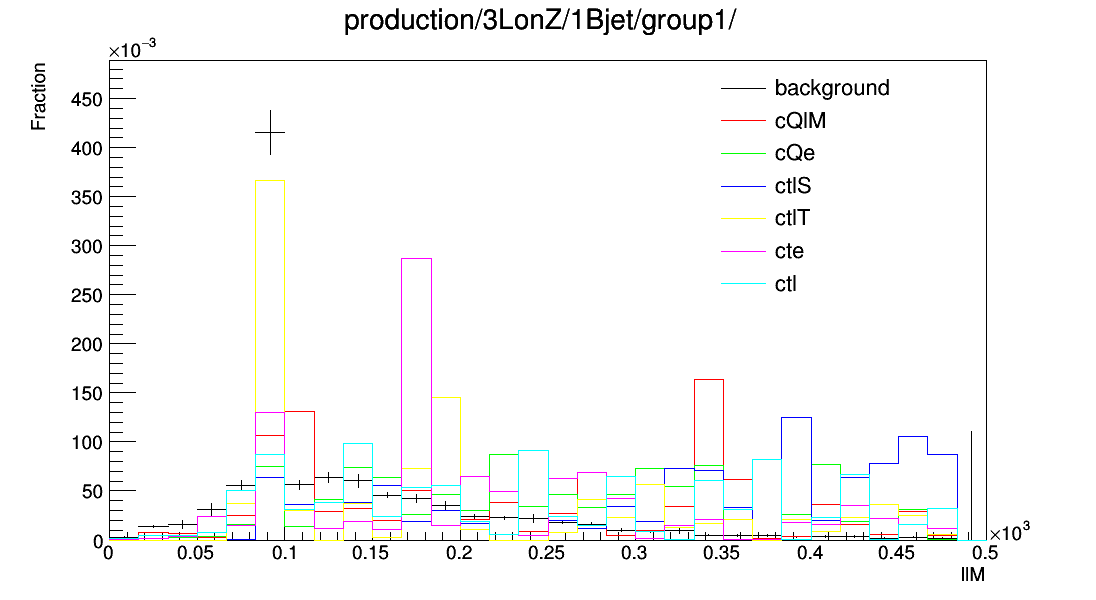 production/3LonZ/1Bjet/group1/
×10⁻³
Fraction
background
cQlM
cQe
ctlS
ctlT
cte
ctl
450
400
350
300
250
200
150
100
50
0
0 0.05 0.1 0.15 0.2 0.25 0.3 0.35 0.4 0.45 0.5 ×10³
llM